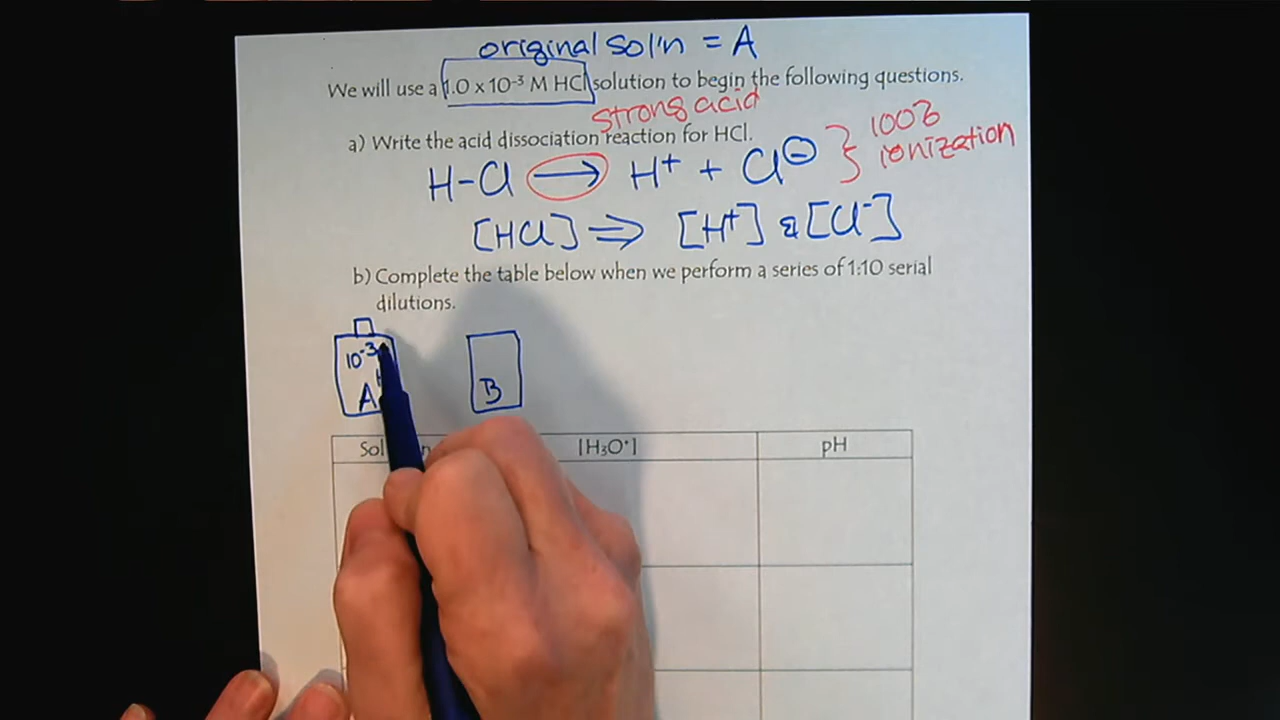 original sol'n = A
We will use a 1.0 x 10⁻³ M HCl solution to begin the following questions.
strong acid
a) Write the acid dissociation reaction for HCl.
H-Cl → H⁺ + Cl⊖ } 100%
ionization
[HCl] ⇒ [H⁺] & [Cl⁻]
b) Complete the table below when we perform a series of 1:10 serial
dilutions.
10⁻³
A
B
[H₃O⁺]
pH